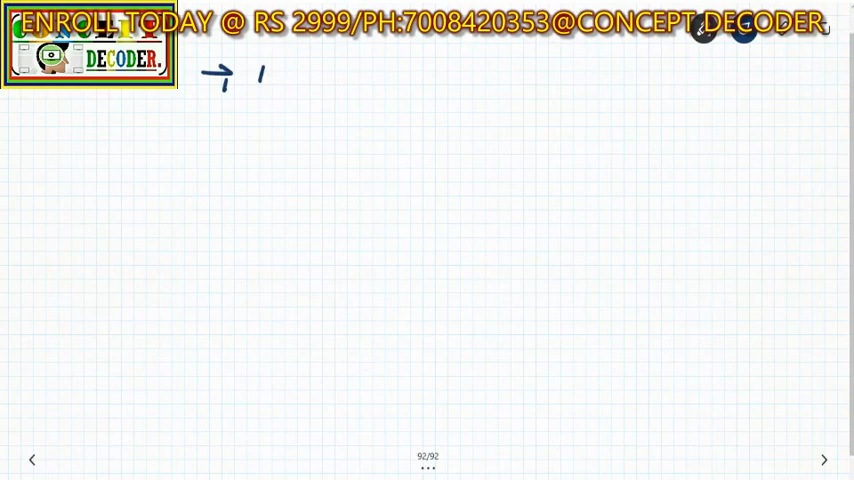 ENROLL TODAY @ RS 2999/PH:7008420353@CONCEPT DECODER.
DECODER.
92/92